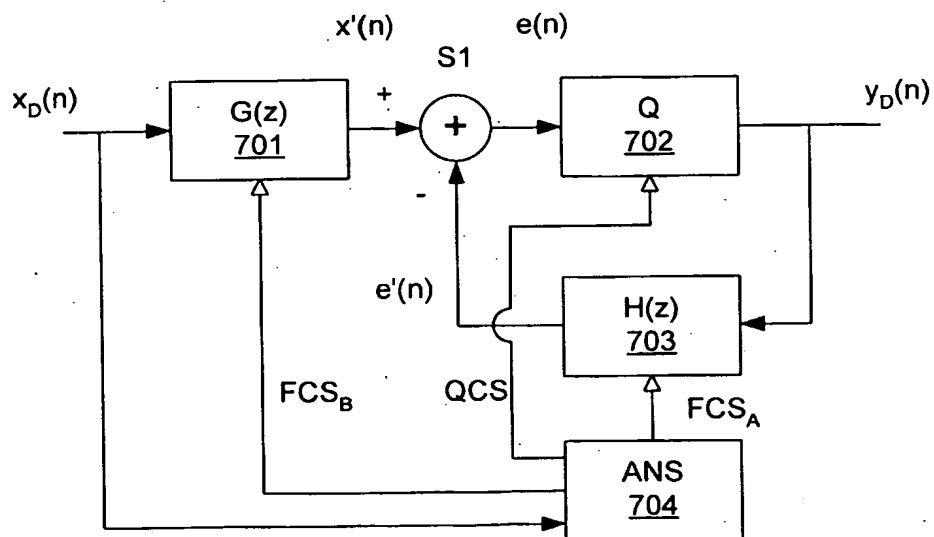 x'(n)
e(n)
S1
x_D(n)
G(z)
701
+
+
Q
702
y_D(n)
-
e'(n)
H(z)
703
FCS_B
QCS
FCS_A
ANS
704